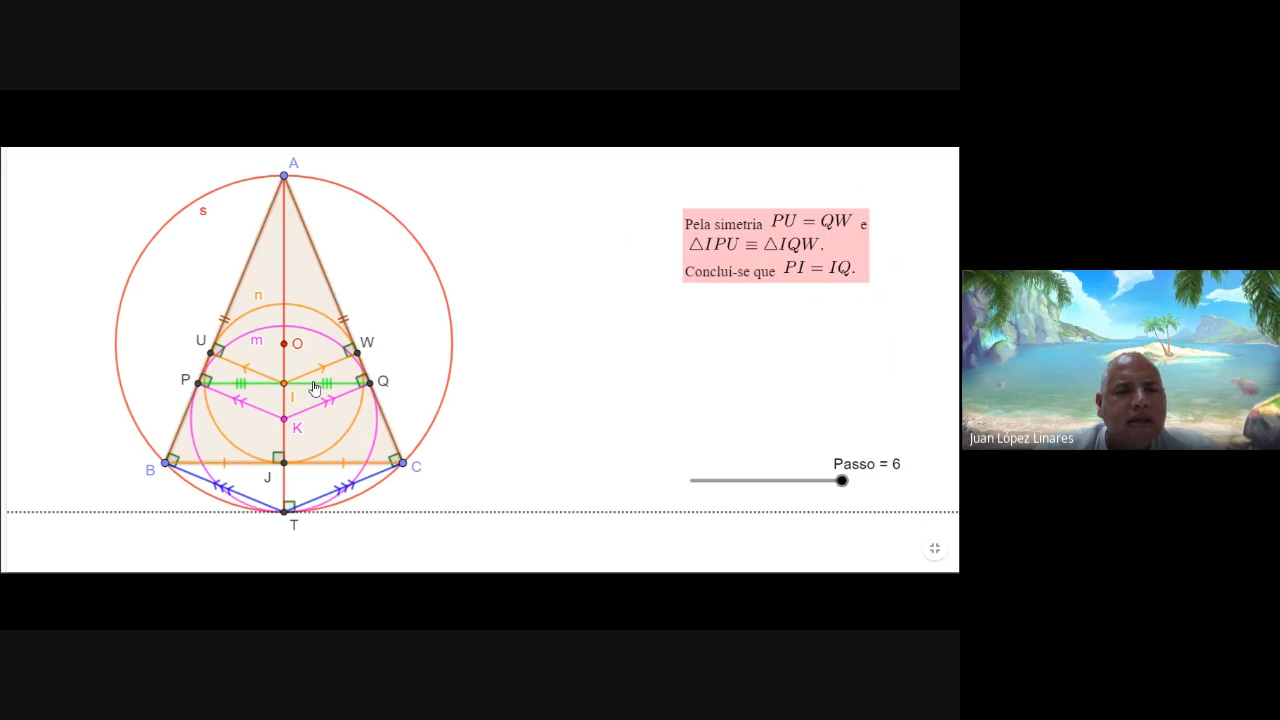 A
s
n
U
m
O
W
P
Q
I
K
B
J
C
T
Pela simetria PU = QW e
△IPU ≡ △IQW.
Concluí-se que PI = IQ.
Passo = 6
Juan López Linares